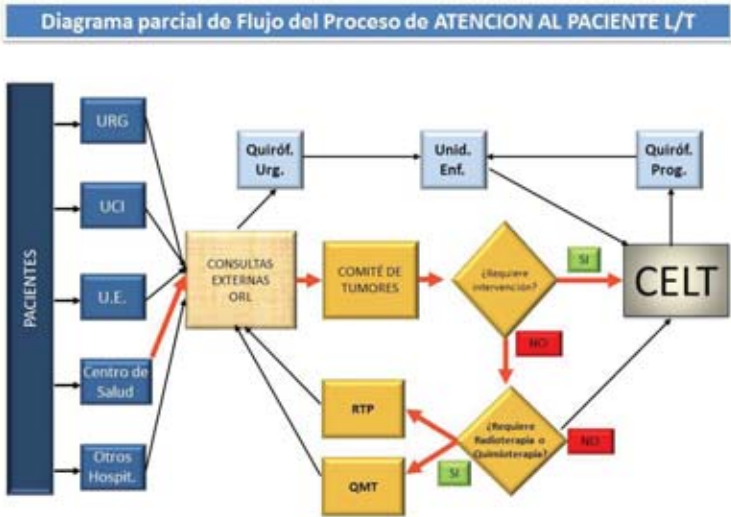 Diagrama parcial de Flujo del Proceso de ATENCION AL PACIENTE L/T
PACIENTES
URG
UCI
U.E.
Centro de
Salud
Otros
Hospit.
Quiróf.
Urg.
Unid.
Enf.
Quiróf.
Prog.
CONSULTAS
EXTERNAS
ORL
COMITÉ DE
TUMORES
¿Requiere
intervención?
SI
CELT
NO
RTP
¿Requiere
Radioterapia o
Quimioterapia?
NO
SI
QMT